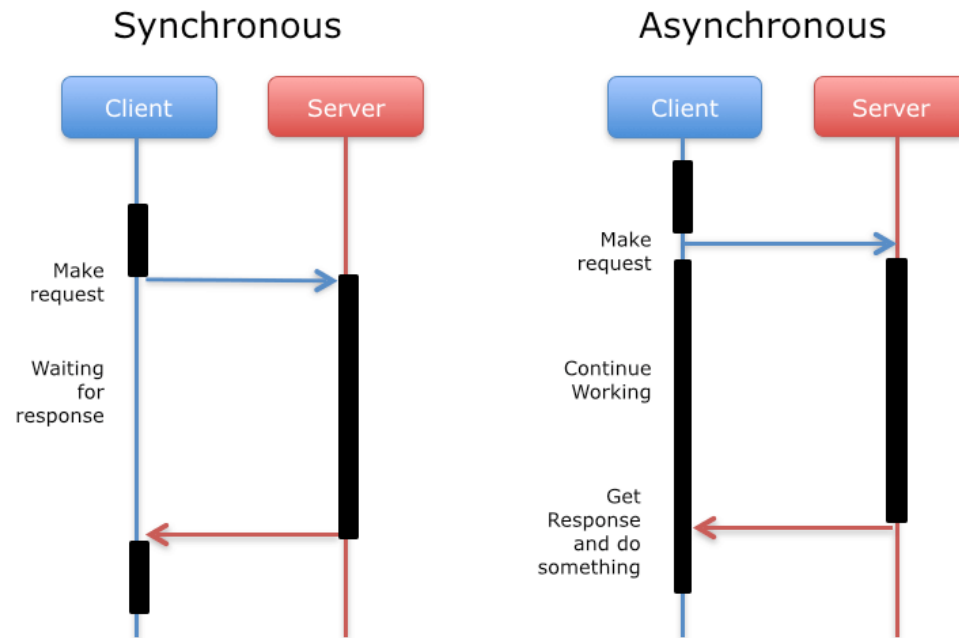 Synchronous
Client
Server
Make
request
Waiting
for
response
Asynchronous
Client
Server
Make
request
Continue
Working
Get
Response
and do
something